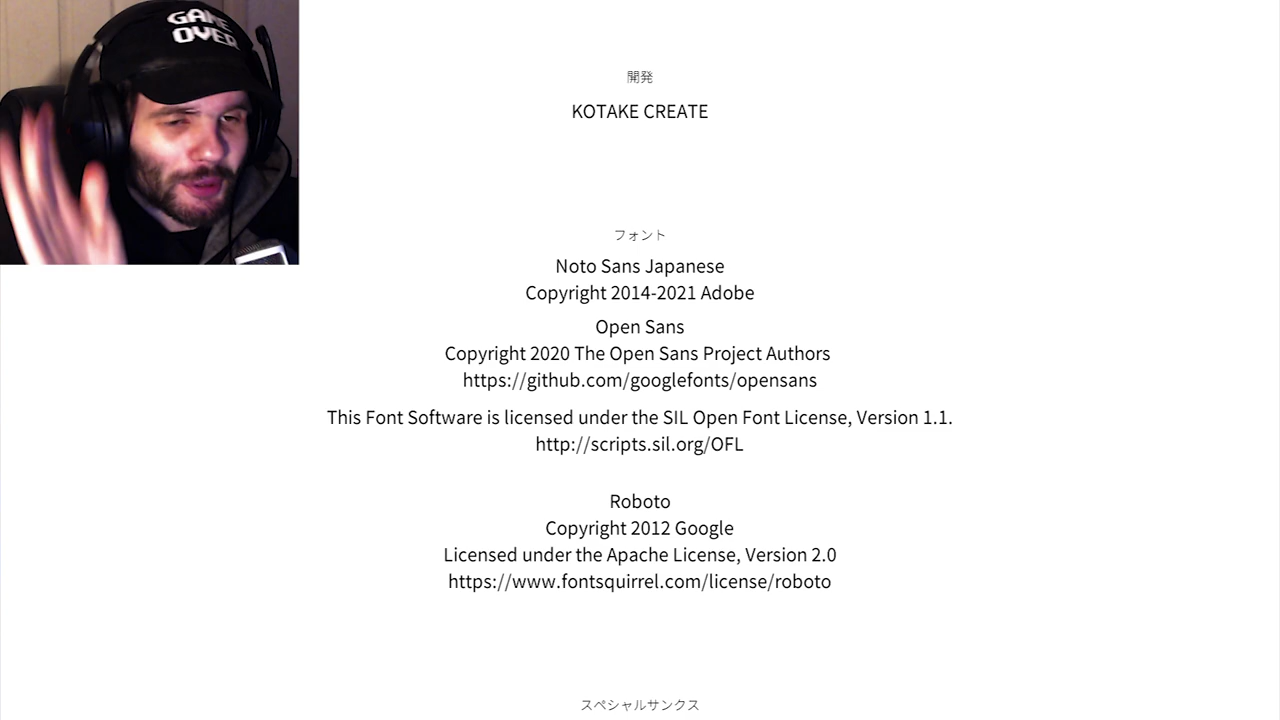 GAME
OVER
開発
KOTAKE CREATE
フォント
Noto Sans Japanese
Copyright 2014-2021 Adobe
Open Sans
Copyright 2020 The Open Sans Project Authors
https://github.com/googlefonts/opensans
This Font Software is licensed under the SIL Open Font License, Version 1.1.
http://scripts.sil.org/OFL
Roboto
Copyright 2012 Google
Licensed under the Apache License, Version 2.0
https://www.fontsquirrel.com/license/roboto
スペシャルサンクス